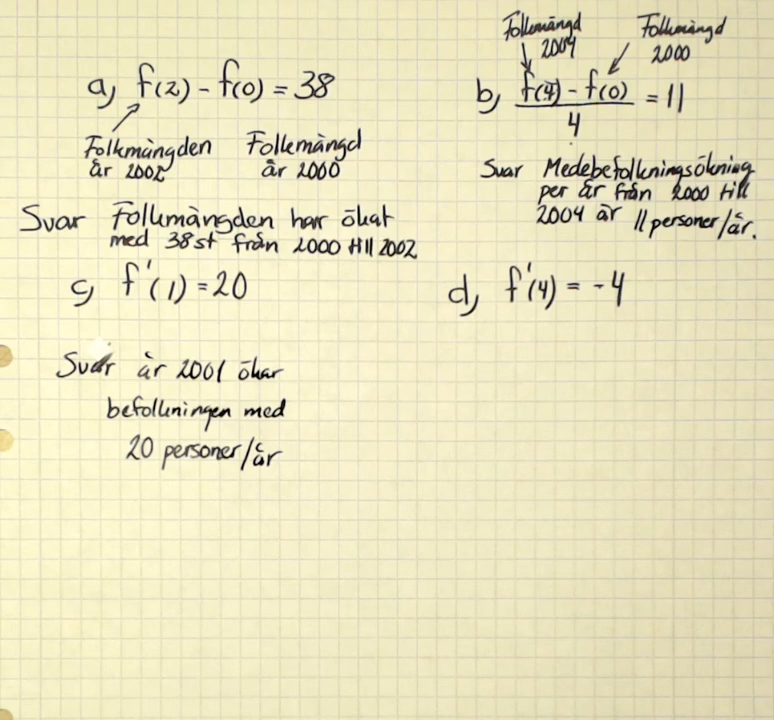 a) f(2) - f(0) = 38
Folkmängden Folkmängd
år 2002 år 2000
Svar Folkmängden har ökat
med 38st från 2000 till 2002
Folkmängd
2004
Folkmängd
2000
b) f(4) - f(0) = 11
4
Svar Medebefolkningsökning
per år från 2000 till
2004 är 11 personer/år.
c) f'(1) = 20
Svar år 2001 ökar
befolkningen med
20 personer/år
d) f'(4) = -4